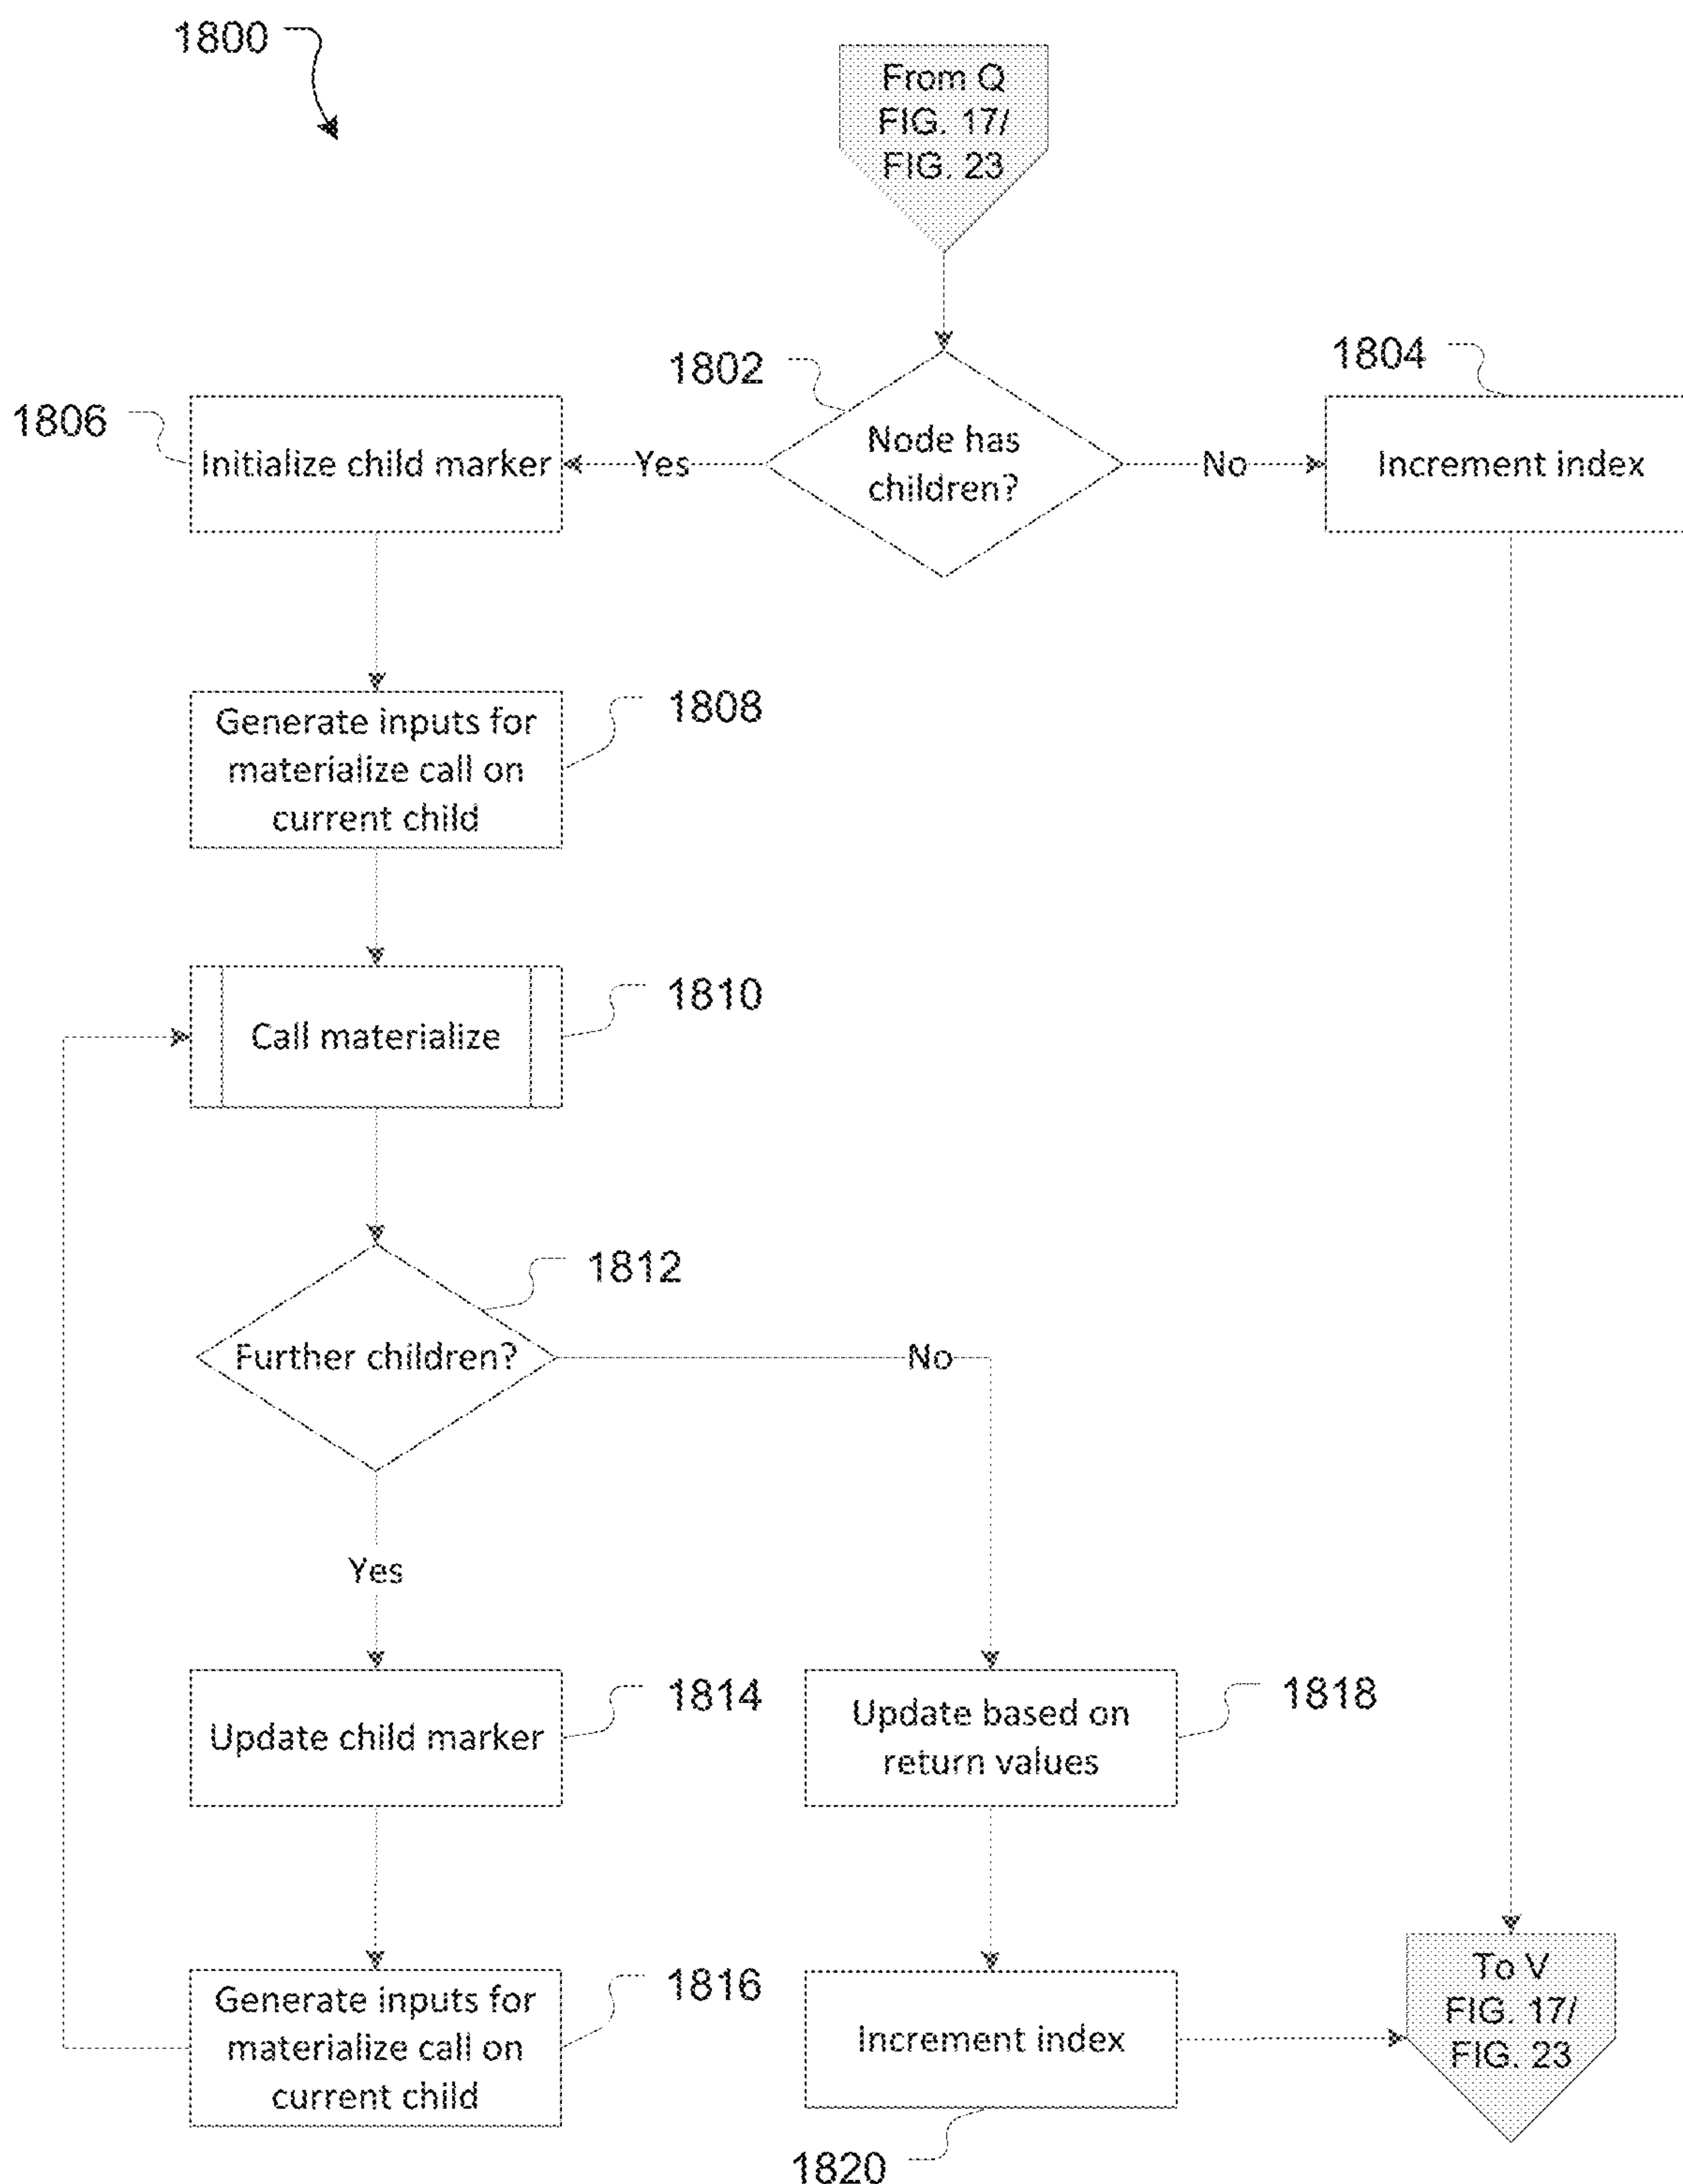 1800
From Q
FIG. 17/
FIG. 23
1802
1804
1806
Initialize child marker
Yes
Node has
children?
No
Increment index
Generate inputs for
materialize call on
current child
1808
Call materialize
1810
1812
Further children?
No
Yes
Update child marker
1814
Update based on
return values
1818
Generate inputs for
materialize call on
current child
1816
Increment index
1820
To V
FIG. 17/
FIG. 23